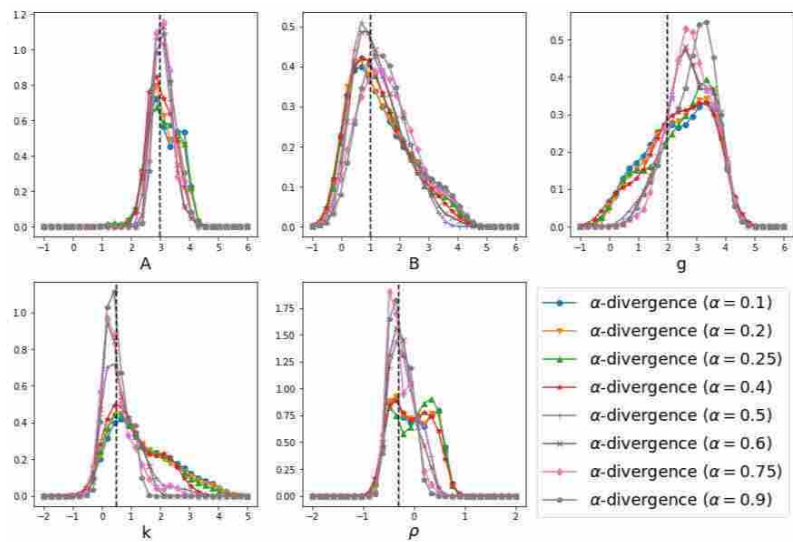 1.2
1.0
0.8
0.6
0.4
0.2
0.0
-1 0 1 2 3 4 5 6
A
0.5
0.4
0.3
0.2
0.1
0.0
-1 0 1 2 3 4 5 6
B
0.5
0.4
0.3
0.2
0.1
0.0
-1 0 1 2 3 4 5 6
g
1.0
0.8
0.6
0.4
0.2
0.0
-2 -1 0 1 2 3 4 5
k
1.75
1.50
1.25
1.00
0.75
0.50
0.25
0.00
-2 -1 0 1 2
ρ
α-divergence (α = 0.1)
α-divergence (α = 0.2)
α-divergence (α = 0.25)
α-divergence (α = 0.4)
α-divergence (α = 0.5)
α-divergence (α = 0.6)
α-divergence (α = 0.75)
α-divergence (α = 0.9)